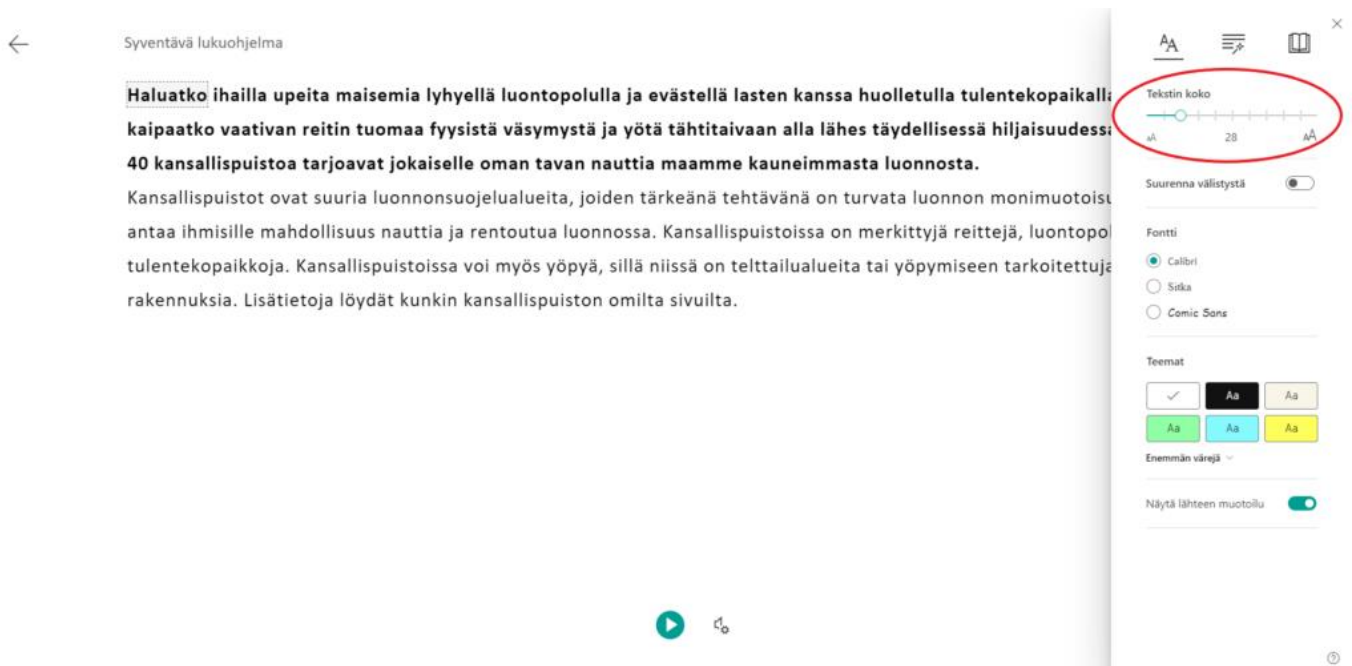 Syventävä lukuohjelma
Haluatko ihailla upeita maisemia lyhyellä luontopolulla ja evästellä lasten kanssa huolletulla tulentekopaikalla
kaipaatko vaativan reitin tuomaa fyysistä väsymystä ja yötä tähtitaivaan alla lähes täydellisessä hiljaisuudessa
40 kansallispuistoa tarjoavat jokaiselle oman tavan nauttia maamme kauneimmasta luonnosta.
Kansallispuistot ovat suuria luonnonsuojelualueita, joiden tärkeänä tehtävänä on turvata luonnon monimuotoisu
antaa ihmisille mahdollisuus nauttia ja rentoutua luonnossa. Kansallispuistoissa on merkittyjä reittejä, luontopol
tulentekopaikkoja. Kansallispuistoissa voi myös yöpyä, sillä niissä on telttailualueita tai yöpymiseen tarkoitettuja
rakennuksia. Lisätietoja löydät kunkin kansallispuiston omilta sivuilta.
AA
Tekstin koko
AA 28 AA
Suurenna välistystä
Fontti
Calibri
Sitka
Comic Sans
Teemat
Aa Aa
Aa Aa Aa
Enemmän värejä
Näytä lähteen muotoilu